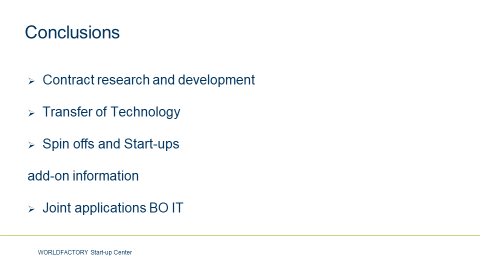 Conclusions
Contract research and development
Transfer of Technology
Spin offs and Start-ups
add-on information
Joint applications BO IT
WORLDFACTORY Start-up Center